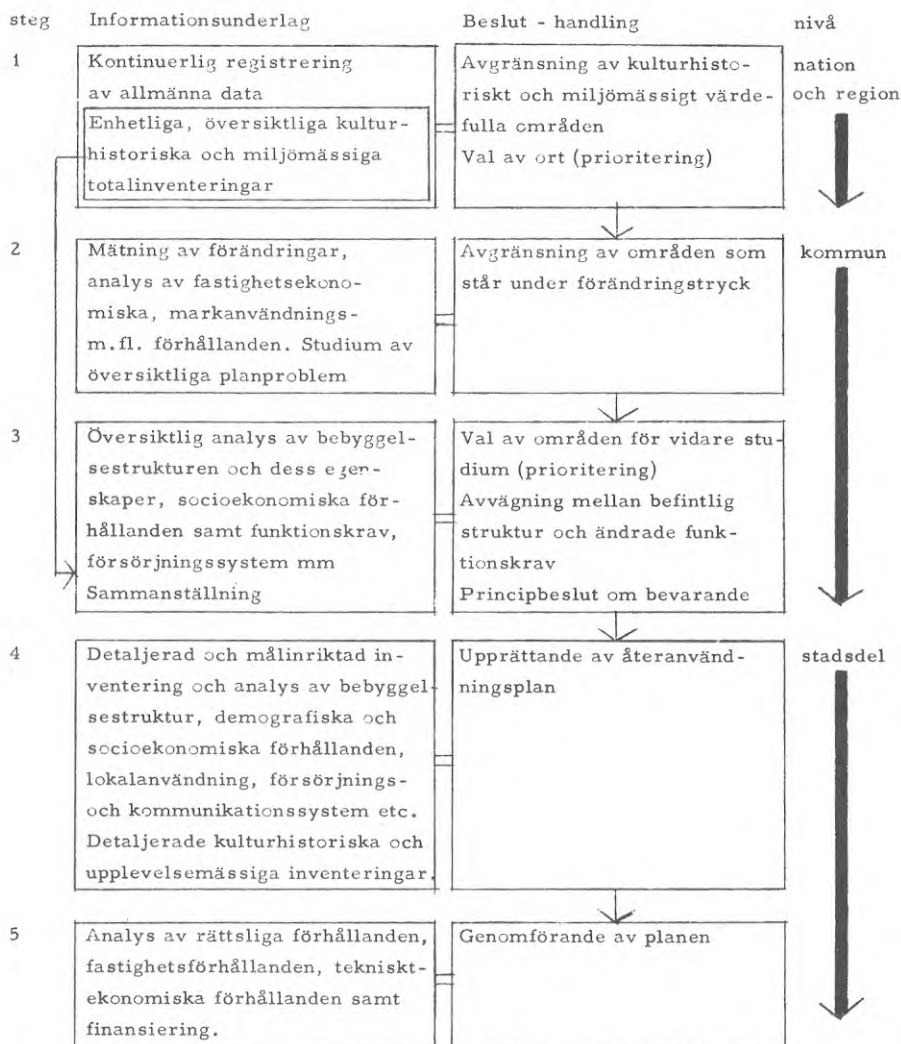 steg Informationsunderlag Beslut - handling nivå
1
Kontinuerlig registrering
av allmänna data
Enhetliga, översiktliga kultur-
historiska och miljömässiga
totalinventeringar
Avgränsning av kulturhisto-
riskt och miljömässigt värde-
fulla områden
Val av ort (prioritering)
nation
och region
2
Mätning av förändringar,
analys av fastighetseko-
miska, markanvändnings-
m.fl. förhållanden. Studium av
översiktliga planproblem
Avgränsning av områden som
står under förändringstryck
kommun
3
Översiktlig analys av bebyggel-
sestrukturen och dess egen-
skaper, socioekonomiska för-
hållanden samt funktionskrav,
försörjningssystem mm
Sammanställning
Val av områden för vidare stu-
dium (prioritering)
Avvägning mellan befintlig
struktur och ändrade funk-
tionskrav
Principbeslut om bevarande
4
Detaljerad och målinriktad in-
ventering och analys av bebyggel-
sestruktur, demografiska och
socioekonomiska förhållanden,
lokalanvändning, försörjnings-
och kommunikationssystem etc.
Detaljerade kulturhistoriska och
upplevelsemässiga inventeringar.
Upprättande av återanvänd-
ningsplan
stadsdel
5
Analys av rättsliga förhållanden,
fastighetsförhållanden, tekniskt-
ekonomiska förhållanden samt
finansiering.
Genomförande av planen